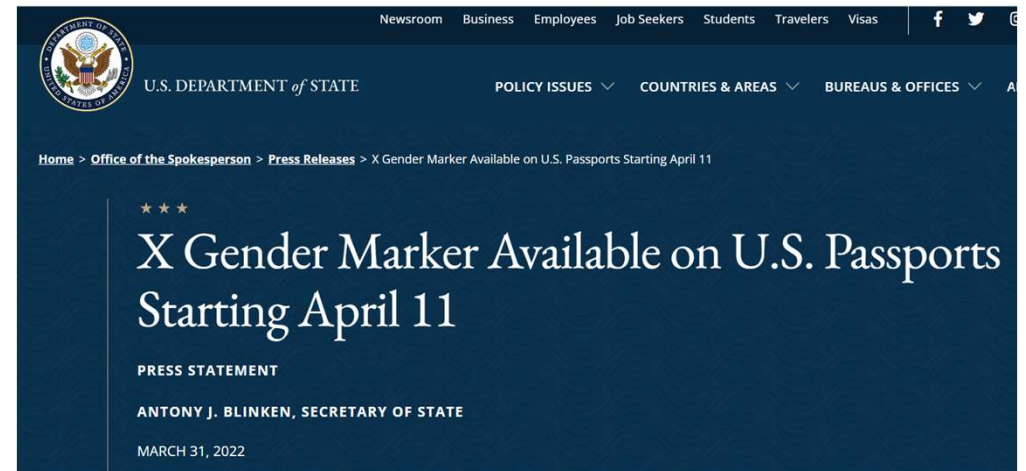 Newsroom Business Employees Job Seekers Students Travelers Visas
U.S. DEPARTMENT of STATE
POLICY ISSUES COUNTRIES & AREAS BUREAUS & OFFICES
Home > Office of the Spokesperson > Press Releases > X Gender Marker Available on U.S. Passports Starting April 11
X Gender Marker Available on U.S. Passports
Starting April 11
PRESS STATEMENT
ANTONY J. BLINKEN, SECRETARY OF STATE
MARCH 31, 2022